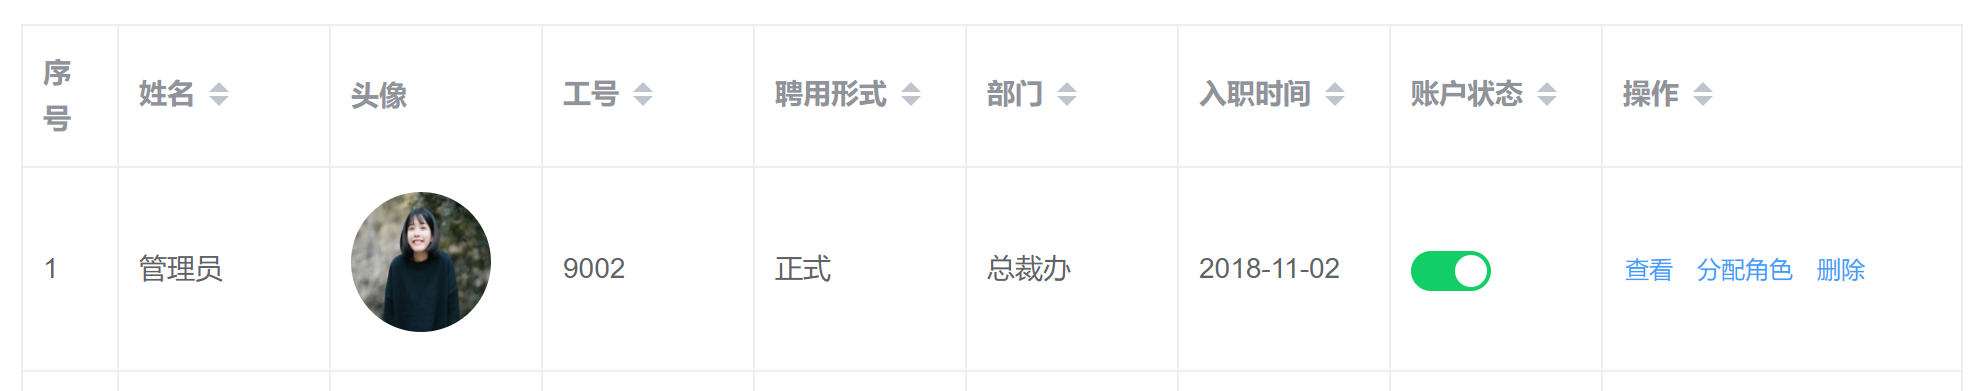 序号 姓名 头像 工号 聘用形式 部门 入职时间 账户状态 操作
1 管理员 9002 正式 总裁办 2018-11-02 查看 分配角色 删除